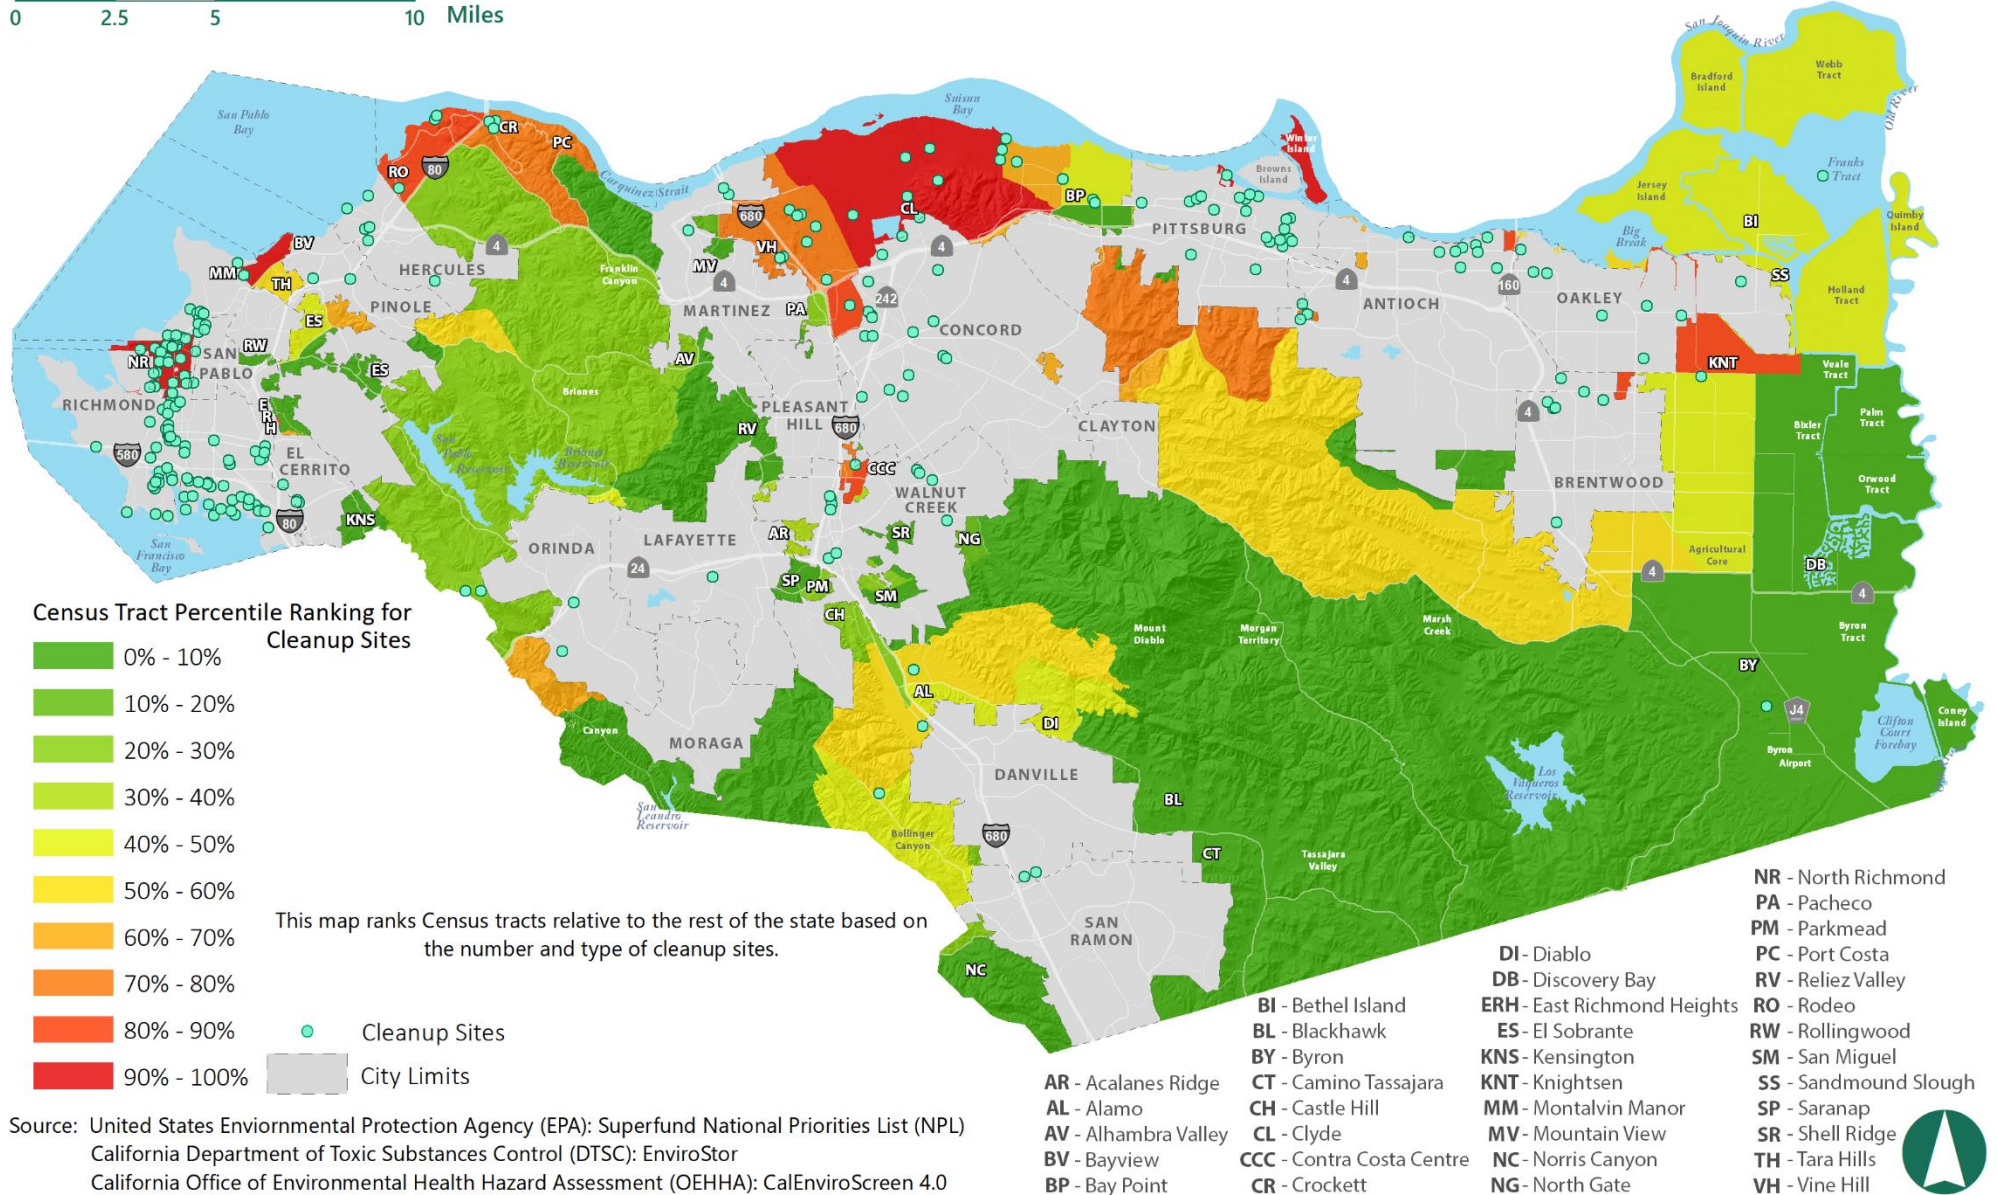 0 2.5 5 10 Miles
San Joaquin River
Bradford
Island
Webb
Tract
Old River
San Pablo
Bay
Suisun
Bay
Carquinez Strait
Winter
Island
Browns
Island
Franks
Tract
Jersey
Island
BI
Quimby
Island
Big
Break
SS
Holland
Tract
CR
PC
RO
80
BV
MM
TH
HERCULES
4
PINOLE
ES
Franklin
Canyon
680
VH
MV
4
MARTINEZ
PA
CL
4
242
CONCORD
BP
PITTSBURG
4
ANTIOCH
160
OAKLEY
KNT
Veale
Tract
NR
SAN
PABLO
RW
ES
RICHMOND
E
R
H
EL
CERRITO
580
80
KNS
San
Francisco
Bay
AV
Briones
San
Pablo
Reservoir
Briones
Reservoir
RV
PLEASANT
HILL
680
CCC
CLAYTON
WALNUT
CREEK
4
BRENTWOOD
Bixler
Tract
Palm
Tract
Orwood
Tract
Agricultural
Core
4
DB
4
Byron
Tract
ORINDA
LAFAYETTE
24
AR
SR
NG
SP
PM
SM
CH
Mount
Diablo
Morgan
Territory
Marsh
Creek
BY
J4
Byron
Airport
Clifton
Court
Forebay
Coney
Island
AL
DI
Canyon
MORAGA
San
Leandro
Reservoir
DANVILLE
BL
Los
Vaqueros
Reservoir
Bollinger
Canyon
680
CT
Tassajara
Valley
SAN
RAMON
NC
Census Tract Percentile Ranking for
Cleanup Sites
0% - 10%
10% - 20%
20% - 30%
30% - 40%
40% - 50%
50% - 60%
60% - 70%
70% - 80%
80% - 90%
90% - 100%
This map ranks Census tracts relative to the rest of the state based on
the number and type of cleanup sites.
Cleanup Sites
City Limits
Source: United States Enviornmental Protection Agency (EPA): Superfund National Priorities List (NPL)
California Department of Toxic Substances Control (DTSC): EnviroStor
California Office of Environmental Health Hazard Assessment (OEHHA): CalEnviroScreen 4.0
AR - Acalanes Ridge
AL - Alamo
AV - Alhambra Valley
BV - Bayview
BP - Bay Point
BI - Bethel Island
BL - Blackhawk
BY - Byron
CT - Camino Tassajara
CH - Castle Hill
CL - Clyde
CCC - Contra Costa Centre
CR - Crockett
DI - Diablo
DB - Discovery Bay
ERH - East Richmond Heights
ES - El Sobrante
KNS - Kensington
KNT - Knightsen
MM - Montalvin Manor
MV - Mountain View
NC - Norris Canyon
NG - North Gate
NR - North Richmond
PA - Pacheco
PM - Parkmead
PC - Port Costa
RV - Reliez Valley
RO - Rodeo
RW - Rollingwood
SM - San Miguel
SS - Sandmound Slough
SP - Saranap
SR - Shell Ridge
TH - Tara Hills
VH - Vine Hill